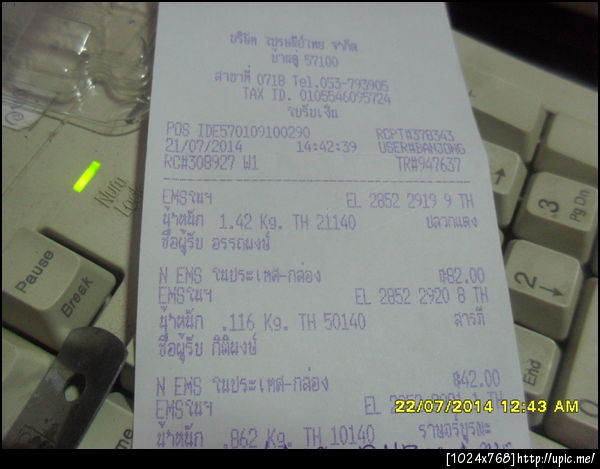 บริษัท ไปรษณีย์ไทย จำกัด
บ้านดู่ 57100
สาขาที่ 0718 Tel.053-793905
TAX ID. 0105546095724
ใบรับเงิน
POS IDE570109100290 RCPT#378343
21/07/2014 14:42:39 USER#BANJONG
RC#308927 W1 TR#947637
EMSในฯ EL 2852 2919 9 TH
น้ำหนัก 1.42 Kg. TH 21140 ปลวกแดง
ชื่อผู้รับ อรรถพงษ์
N EMS ในประเทศ-กล่อง ฿82.00
EMSในฯ EL 2852 2920 8 TH
น้ำหนัก .116 Kg. TH 50140 สารภี
ชื่อผู้รับ กิติพงษ์
N EMS ในประเทศ-กล่อง ฿42.00
EMSในฯ EL TH
น้ำหนัก .862 Kg. TH 10140 ราษฎร์บูรณะ
22/07/2014 12:43 AM
Pause
Break
Num
Lock
3
Pg Dn
2
End
[1024x768]http://upic.me/